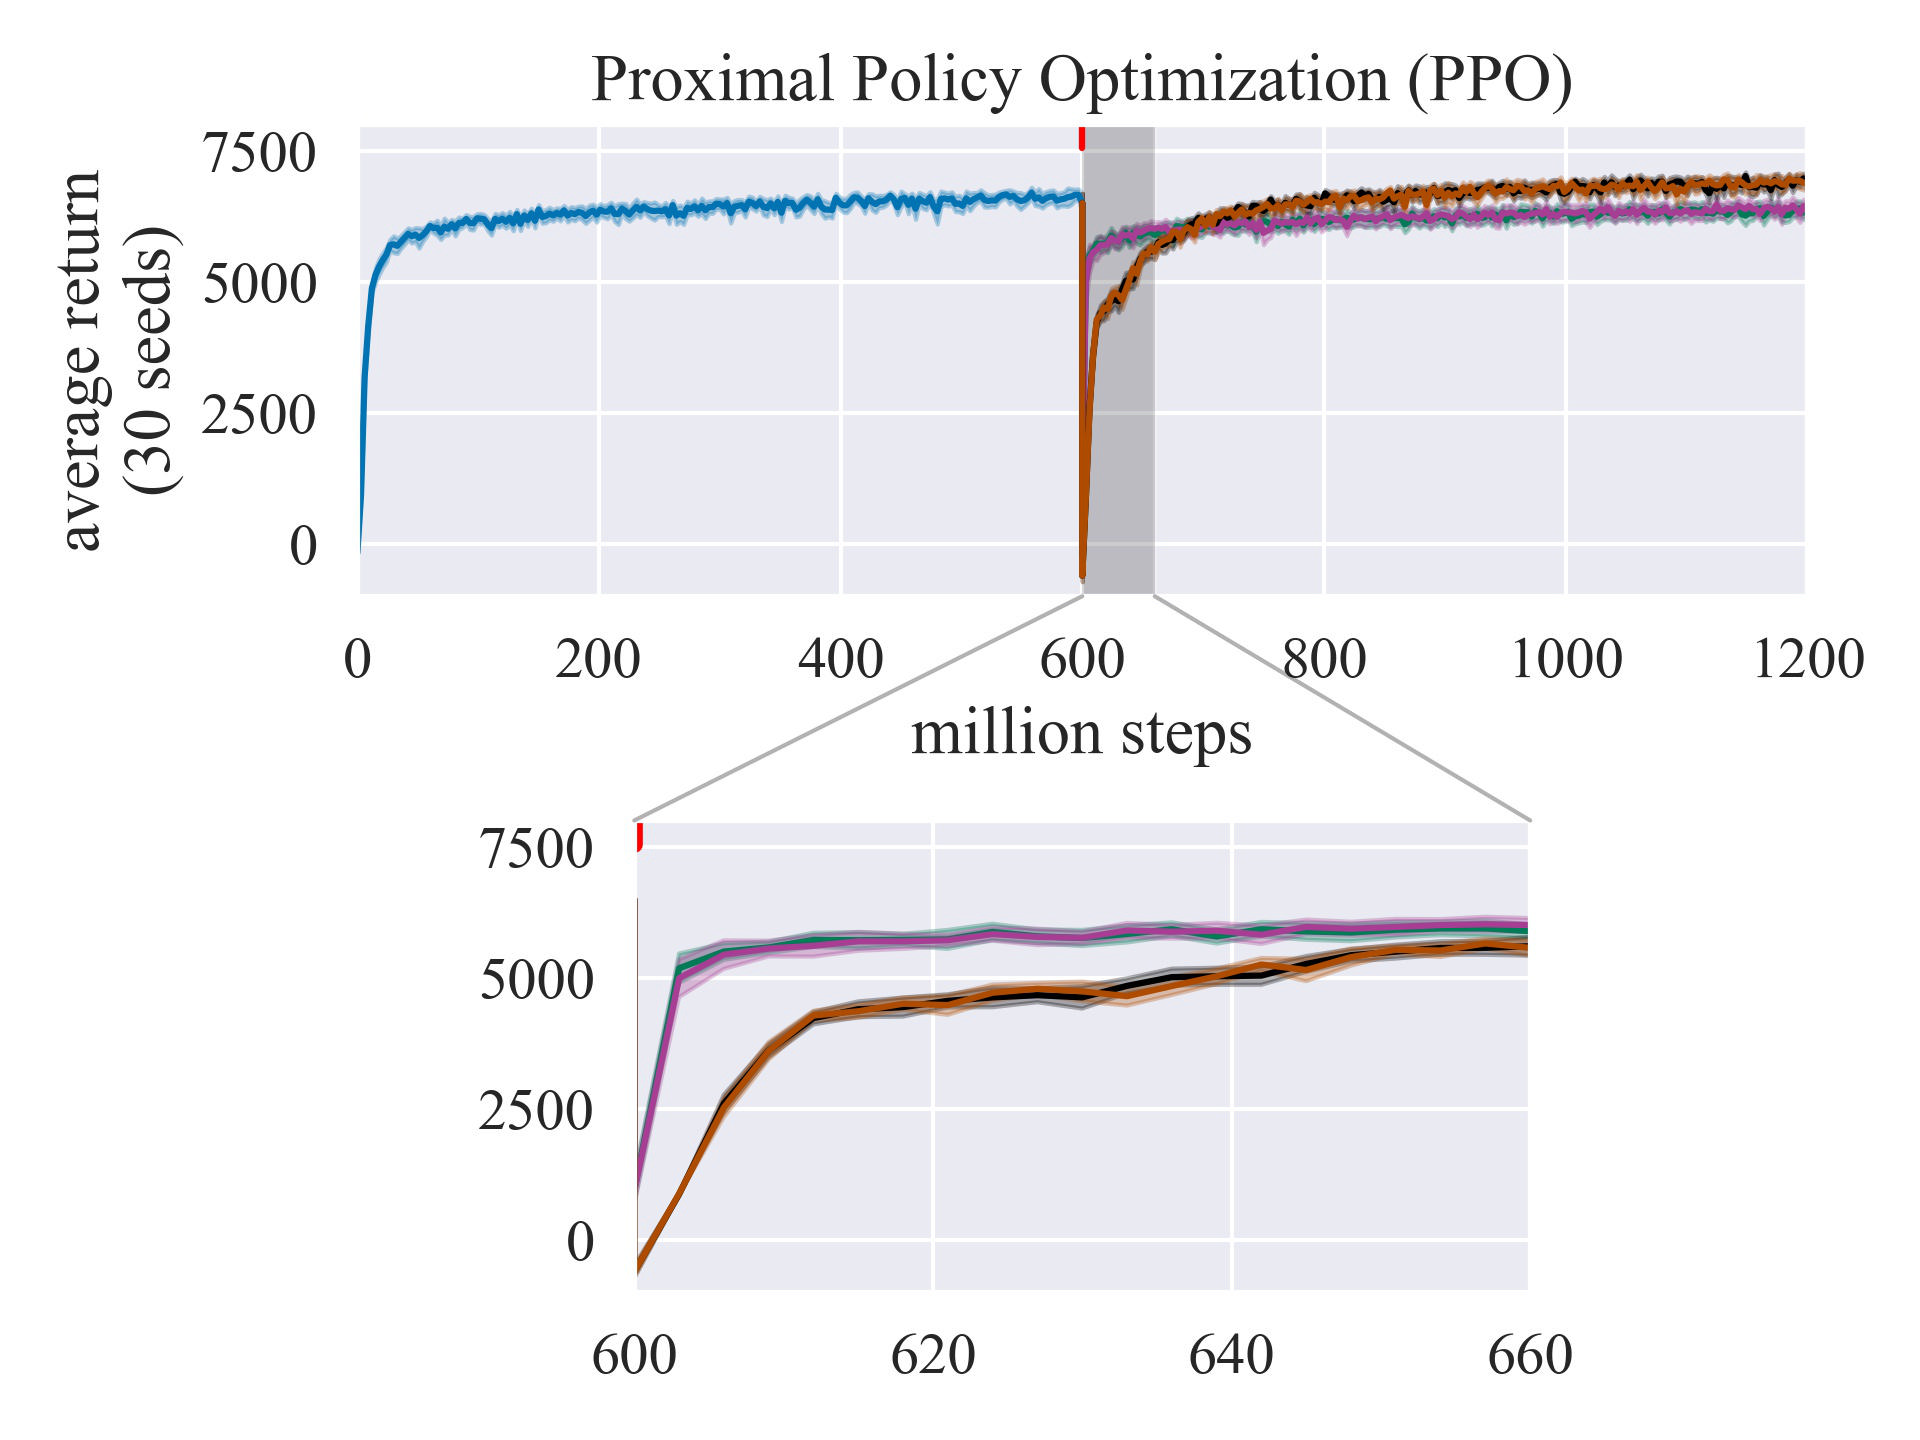 Proximal Policy Optimization (PPO)
average return
(30 seeds)
7500
5000
2500
0
0 200 400 600 800 1000 1200
million steps
7500
5000
2500
0
600 620 640 660